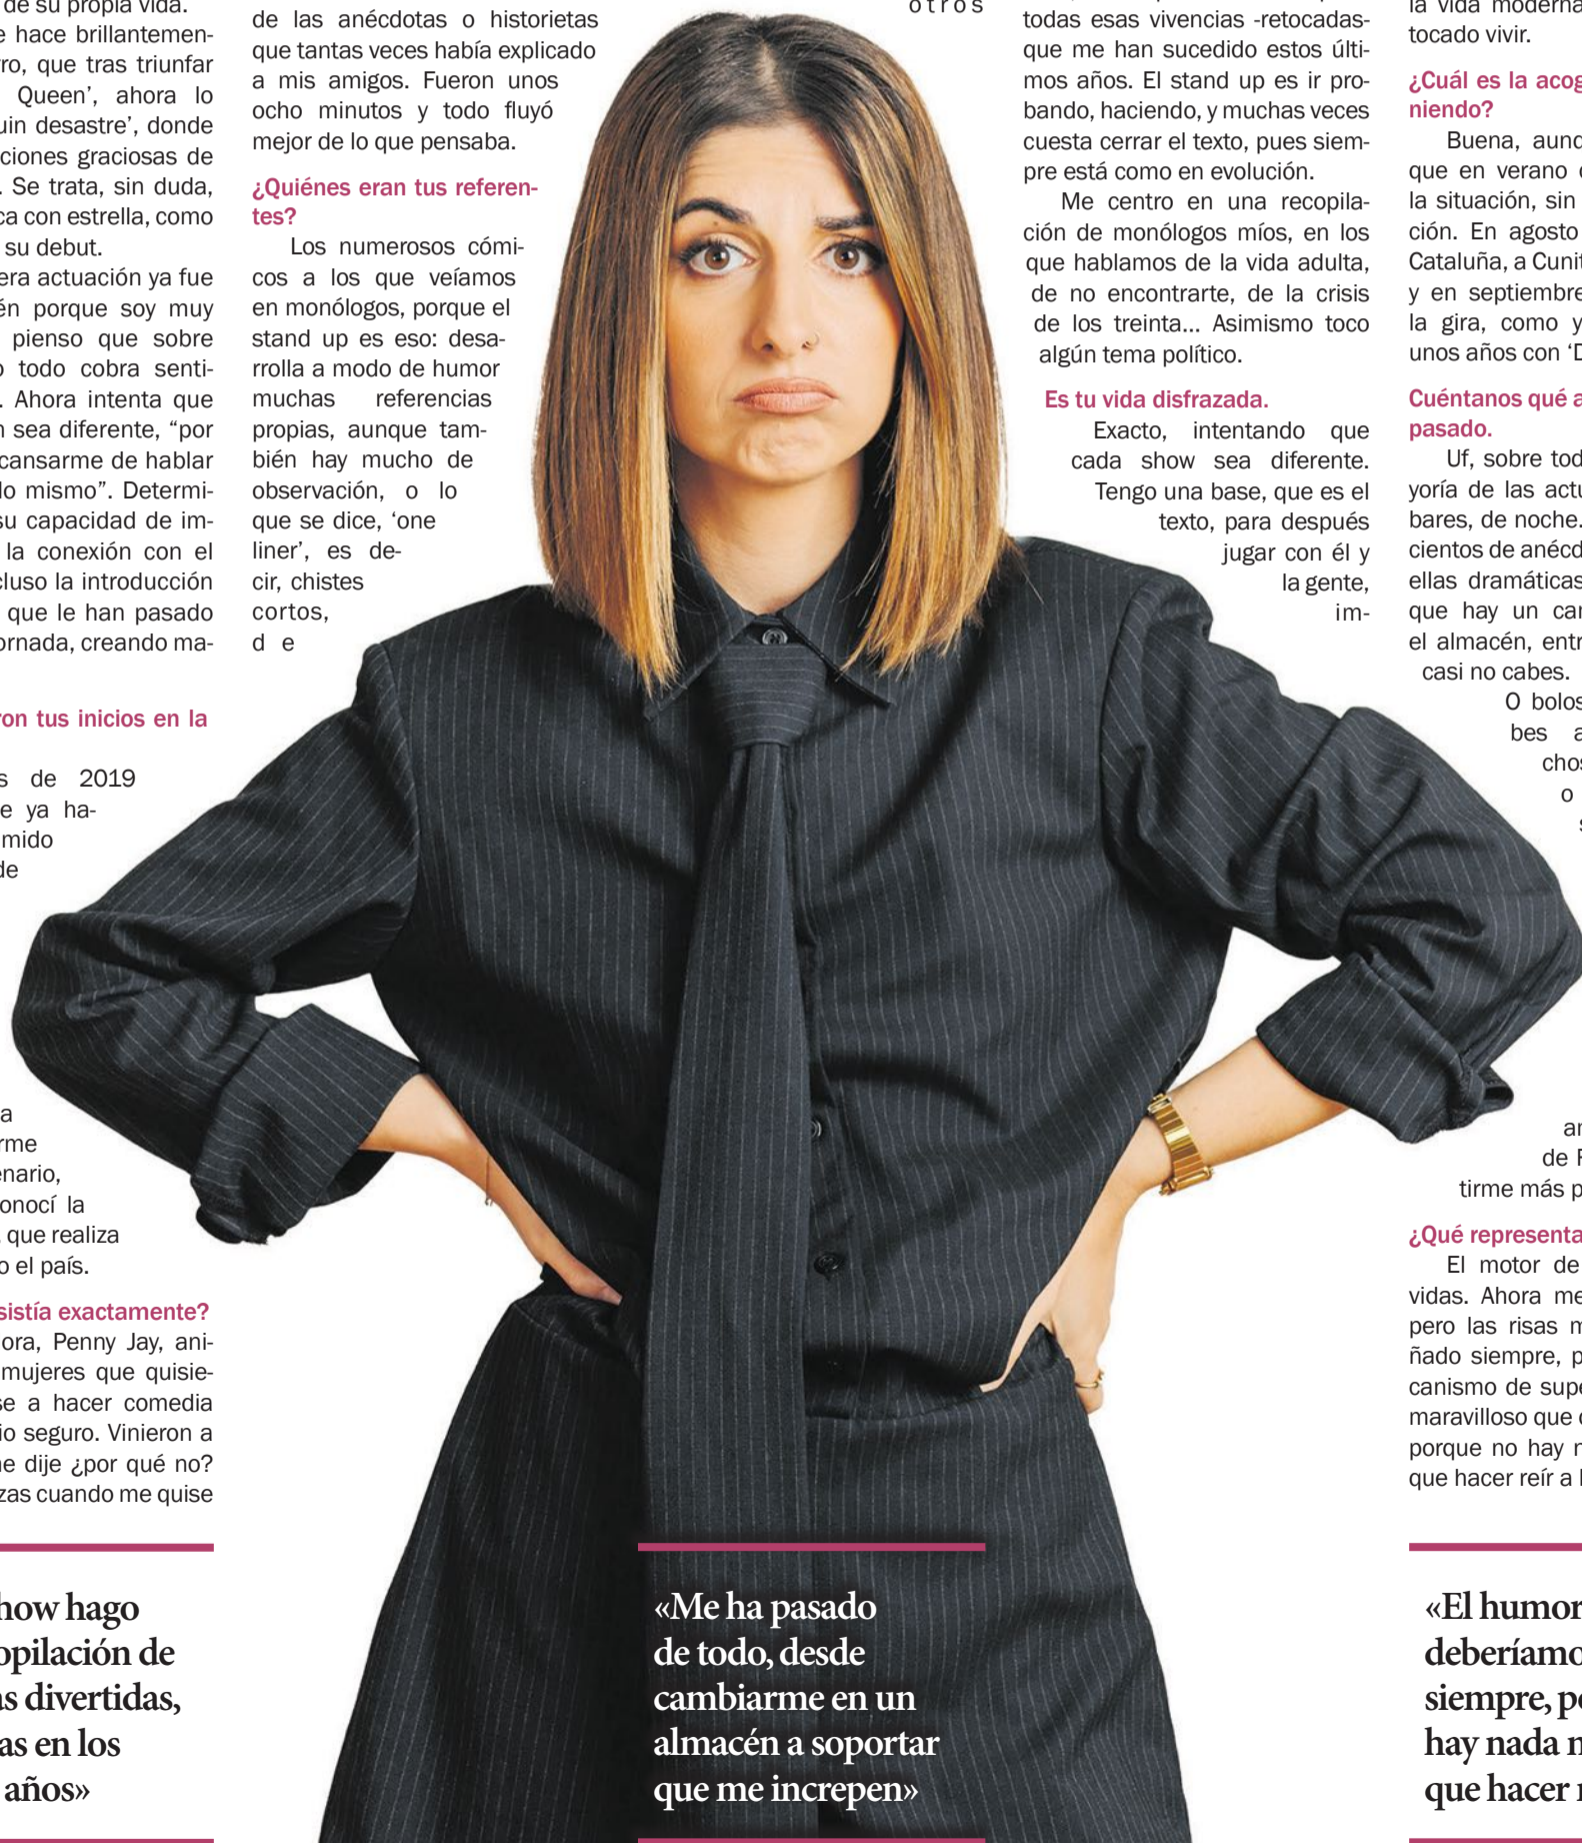 de su propia vida.
hace brillantemen-
ro, que tras triunfar
Queen’, ahora lo
uin desastre’, donde
ciones graciosas de
. Se trata, sin duda,
ca con estrella, como
su debut.
era actuación ya fue
én porque soy muy
pienso que sobre
o todo cobra senti-
. Ahora intenta que
n sea diferente, “por
cansarme de hablar
lo mismo”. Determi-
su capacidad de im-
la conexión con el
cluso la introducción
que le han pasado
ornada, creando ma-
ron tus inicios en la
s de 2019
e ya ha-
mido
de
a
rme
enario,
onocí la
, que realiza
o el país.
sistía exactamente?
ora, Penny Jay, ani-
mujeres que quisie-
se a hacer comedia
io seguro. Vinieron a
ne dije ¿por qué no?
zas cuando me quise
how hago
opilación de
as divertidas,
as en los
años»
de las anécdotas o historietas
que tantas veces había explicado
a mis amigos. Fueron unos
ocho minutos y todo fluyó
mejor de lo que pensaba.
¿Quiénes eran tus referen-
tes?
Los numerosos cómi-
cos a los que veíamos
en monólogos, porque el
stand up es eso: desa-
rrolla a modo de humor
muchas referencias
propias, aunque tam-
bién hay mucho de
observación, o lo
que se dice, ‘one
liner’, es de-
cir, chistes
cortos,
d e
otros
«Me ha pasado
de todo, desde
cambiarme en un
almacén a soportar
que me increpen»
todas esas vivencias -retocadas-
que me han sucedido estos últi-
mos años. El stand up es ir pro-
bando, haciendo, y muchas veces
cuesta cerrar el texto, pues siem-
pre está como en evolución.
Me centro en una recopila-
ción de monólogos míos, en los
que hablamos de la vida adulta,
de no encontrarte, de la crisis
de los treinta... Asimismo toco
algún tema político.
Es tu vida disfrazada.
Exacto, intentando que
cada show sea diferente.
Tengo una base, que es el
texto, para después
jugar con él y
la gente,
im-
la vida moderna
tocado vivir.
¿Cuál es la acog
niendo?
Buena, aunq
que en verano
la situación, sin
ción. En agosto
Cataluña, a Cunit
y en septiembre
la gira, como y
unos años con ‘D
Cuéntanos qué a
pasado.
Uf, sobre tod
yoría de las actu
bares, de noche.
cientos de anécd
ellas dramáticas
que hay un car
el almacén, entr
casi no cabes.
O bolos
bes a
chos
o
s
ar
de F
tirme más p
¿Qué representa
El motor de
vidas. Ahora me
pero las risas m
ñado siempre, p
canismo de supe
maravilloso que
porque no hay n
que hacer reír a l
«El humor
deberíamo
siempre, po
hay nada m
que hacer r